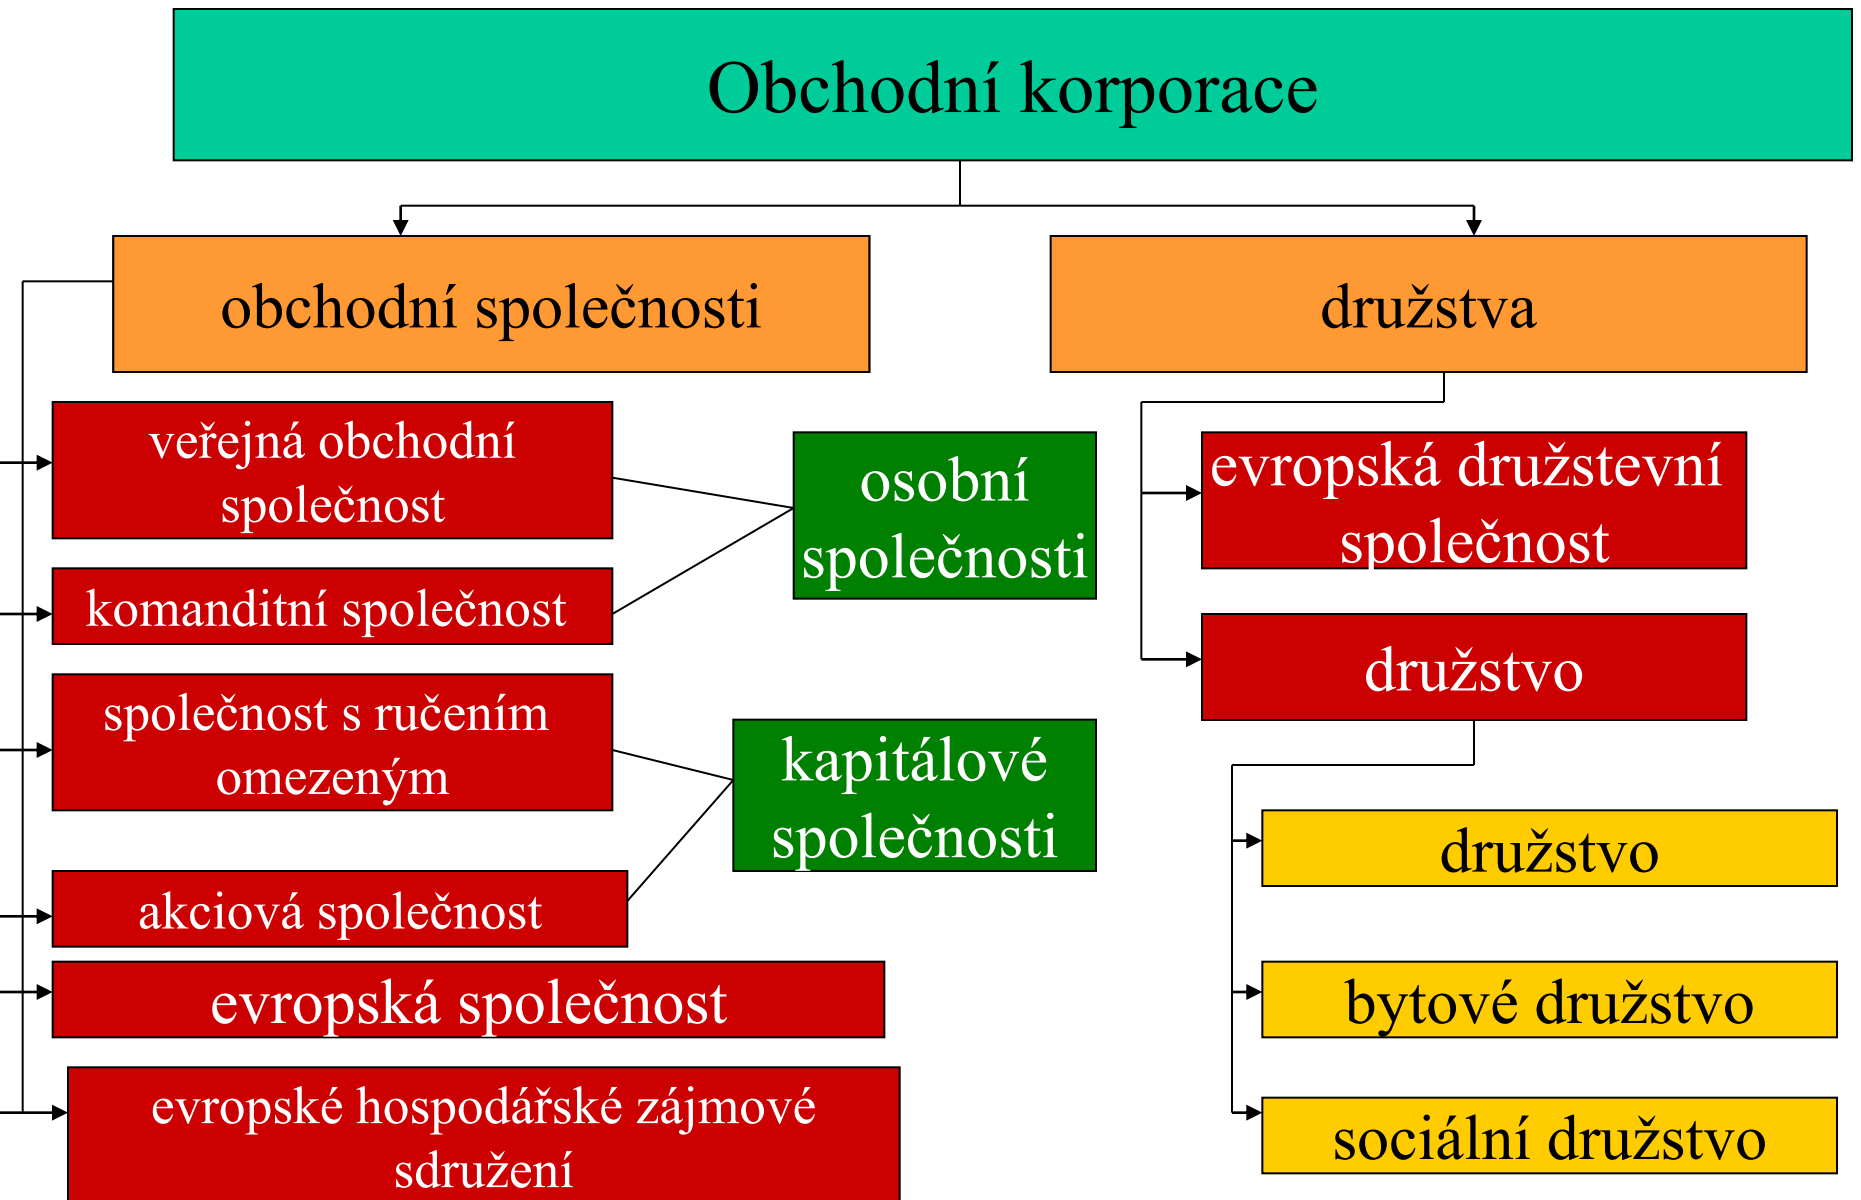 Obchodní korporace
obchodní společnosti
družstva
veřejná obchodní
společnost
osobní
společnosti
evropská družstevní
společnost
komanditní společnost
družstvo
společnost s ručením
omezeným
kapitálové
společnosti
družstvo
akciová společnost
evropská společnost
bytové družstvo
evropské hospodářské zájmové
sdružení
sociální družstvo